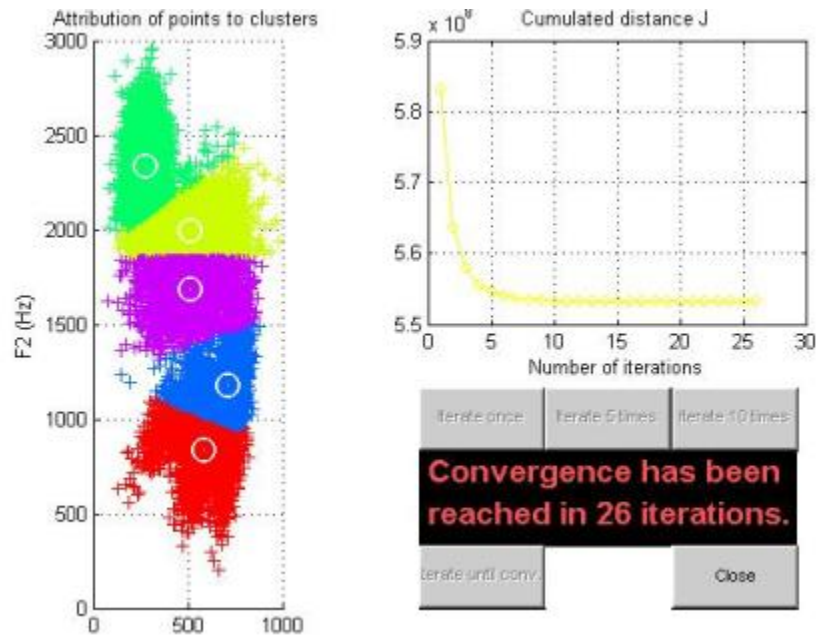 Attribution of points to clusters
3000
2500
2000
1500
1000
500
0
F2 (Hz)
0
500
1000
Cumulated distance J
x 10^8
5.9
5.8
5.7
5.6
5.5
0
5
10
15
20
25
30
Number of iterations
Iterate once
Iterate 5 times
Iterate 10 times
Convergence has been
reached in 26 iterations.
Iterate until conv.
Close